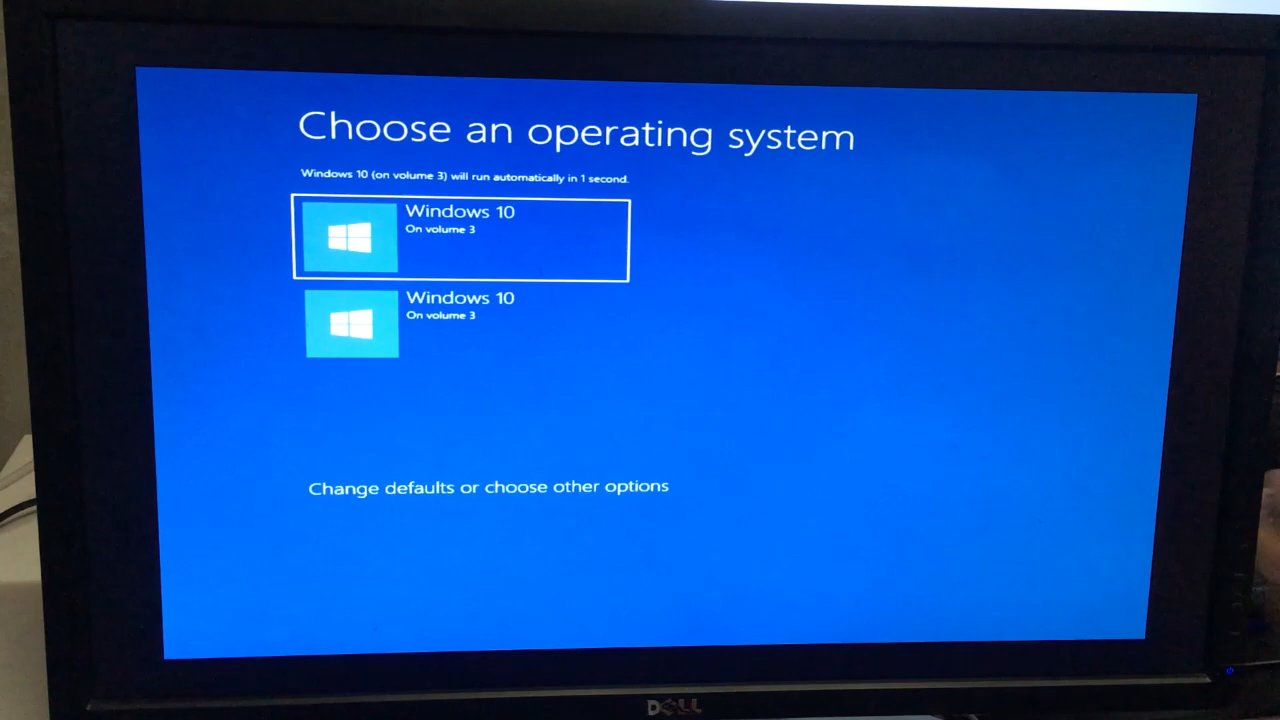 Choose an operating system
Windows 10 (on volume 3) will run automatically in 1 second.
Windows 10
On volume 3
Windows 10
On volume 3
Change defaults or choose other options
DELL